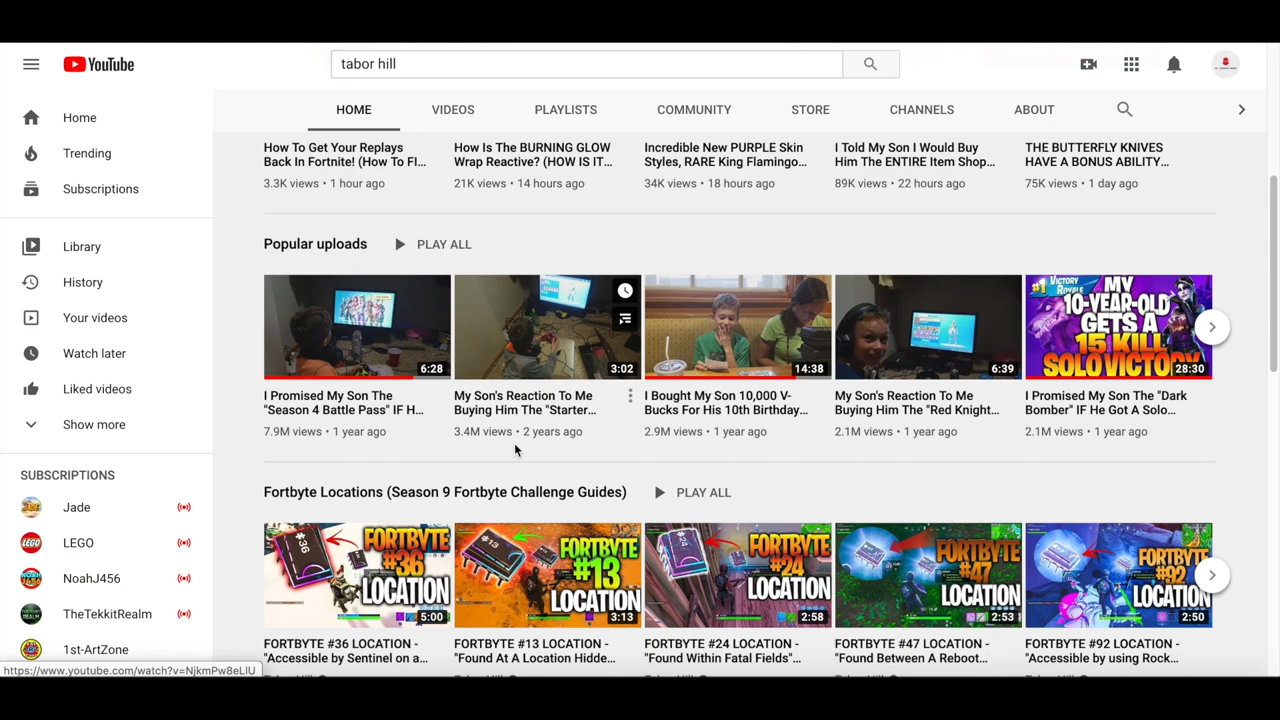 YouTube
tabor hill
HOME VIDEOS PLAYLISTS COMMUNITY STORE CHANNELS ABOUT
Home
Trending
Subscriptions
Library
History
Your videos
Watch later
Liked videos
Show more
SUBSCRIPTIONS
Jade
LEGO
NoahJ456
TheTekkitRealm
1st-ArtZone
How To Get Your Replays
Back In Fortnite! (How To FI...
3.3K views • 1 hour ago
How Is The BURNING GLOW
Wrap Reactive? (HOW IS IT...
21K views • 14 hours ago
Incredible New PURPLE Skin
Styles, RARE King Flamingo...
34K views • 18 hours ago
I Told My Son I Would Buy
Him The ENTIRE Item Shop...
89K views • 22 hours ago
THE BUTTERFLY KNIVES
HAVE A BONUS ABILITY...
75K views • 1 day ago
Popular uploads PLAY ALL
6:28
I Promised My Son The
"Season 4 Battle Pass" IF H...
7.9M views • 1 year ago
3:02
My Son's Reaction To Me
Buying Him The "Starter...
3.4M views • 2 years ago
14:38
I Bought My Son 10,000 V-
Bucks For His 10th Birthday...
2.9M views • 1 year ago
6:39
My Son's Reaction To Me
Buying Him The "Red Knight...
2.1M views • 1 year ago
#1 VICTORY
ROYALE
MY
10-YEAR-OLD
GETS A
15 KILL
SOLO VICTORY
28:30
I Promised My Son The "Dark
Bomber" IF He Got A Solo...
2.1M views • 1 year ago
Fortbyte Locations (Season 9 Fortbyte Challenge Guides) PLAY ALL
#36
FORTBYTE
#36
LOCATION
5:00
FORTBYTE #36 LOCATION -
"Accessible by Sentinel on a...
#13
FORTBYTE
#13
LOCATION
3:13
FORTBYTE #13 LOCATION -
"Found At A Location Hidde...
#24
FORTBYTE
#24
LOCATION
2:58
FORTBYTE #24 LOCATION -
"Found Within Fatal Fields"...
FORTBYTE
#47
LOCATION
2:53
FORTBYTE #47 LOCATION -
"Found Between A Reboot...
FORTBYTE
#92
LOCATION
2:50
FORTBYTE #92 LOCATION -
"Accessible by using Rock...
https://www.youtube.com/watch?v=NjkmPw8eLIU